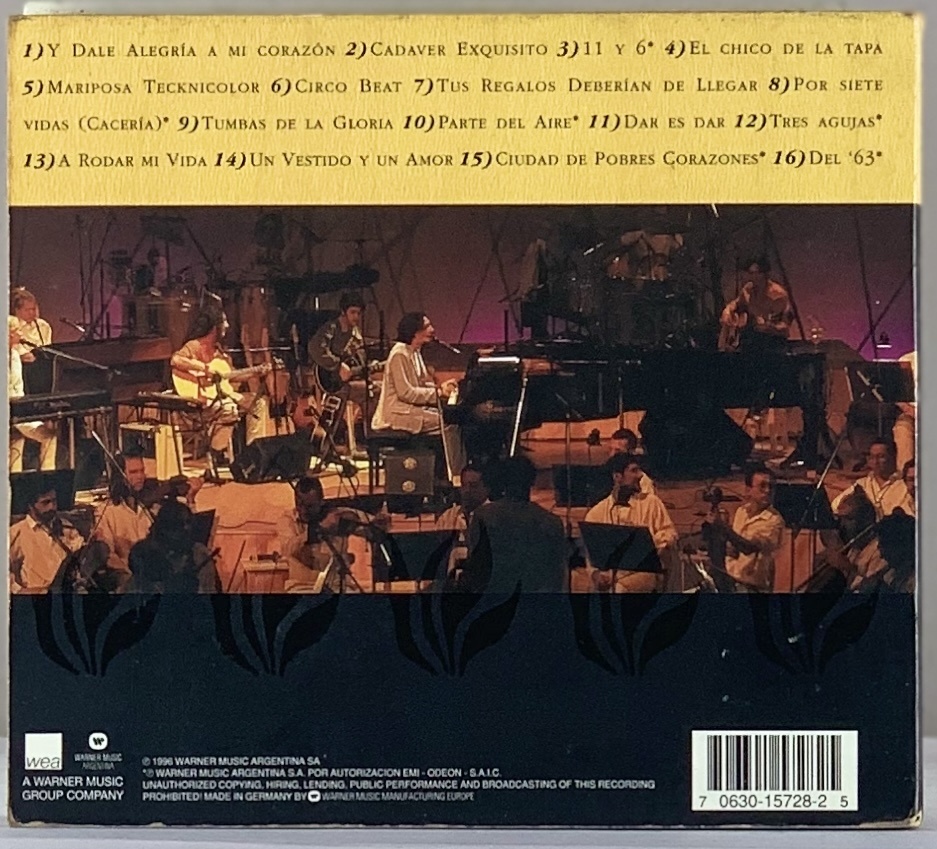 1)Y DALE ALEGRÍA A MI CORAZÓN 2)CADAVER EXQUISITO 3)11 Y 6* 4)EL CHICO DE LA TAPA
5)MARIPOSA TECKNICOLOR 6)CIRCO BEAT 7)TUS REGALOS DEBERÍAN DE LLEGAR 8)POR SIETE
VIDAS (CACERÍA)* 9)TUMBAS DE LA GLORIA 10)PARTE DEL AIRE* 11)DAR ES DAR 12)TRES AGUJAS*
13)A RODAR MI VIDA 14)UN VESTIDO Y UN AMOR 15)CIUDAD DE POBRES CORAZONES* 16)DEL '63*
wea
WARNER MUSIC
ARGENTINA
A WARNER MUSIC
GROUP COMPANY
℗ 1996 WARNER MUSIC ARGENTINA SA
*℗ WARNER MUSIC ARGENTINA S.A. POR AUTORIZACION EMI - ODEON - S.A.I.C.
UNAUTHORIZED COPYING, HIRING, LENDING, PUBLIC PERFORMANCE AND BROADCASTING OF THIS RECORDING
PROHIBITED! MADE IN GERMANY BY WARNER MUSIC MANUFACTURING EUROPE
7 0630-15728-2 5